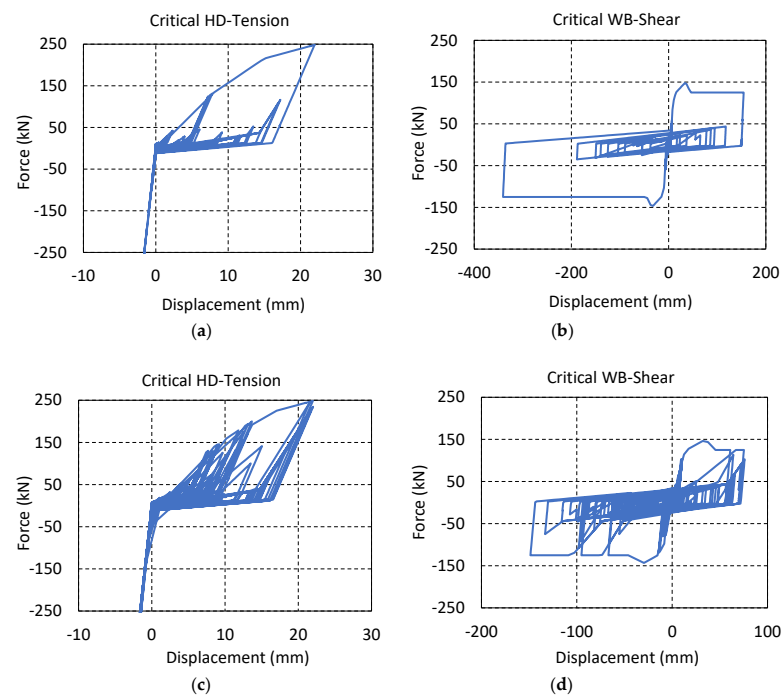 Critical HD-Tension
250
150
50
-50
-150
-250
Force (kN)
-10 0 10 20 30
Displacement (mm)
(a)
Critical WB-Shear
250
150
50
-50
-150
-250
Force (kN)
-400 -200 0 200
Displacement (mm)
(b)
Critical HD-Tension
250
150
50
-50
-150
-250
Force (kN)
-10 0 10 20 30
Displacement (mm)
(c)
Critical WB-Shear
250
150
50
-50
-150
-250
Force (kN)
-200 -100 0 100
Displacement (mm)
(d)